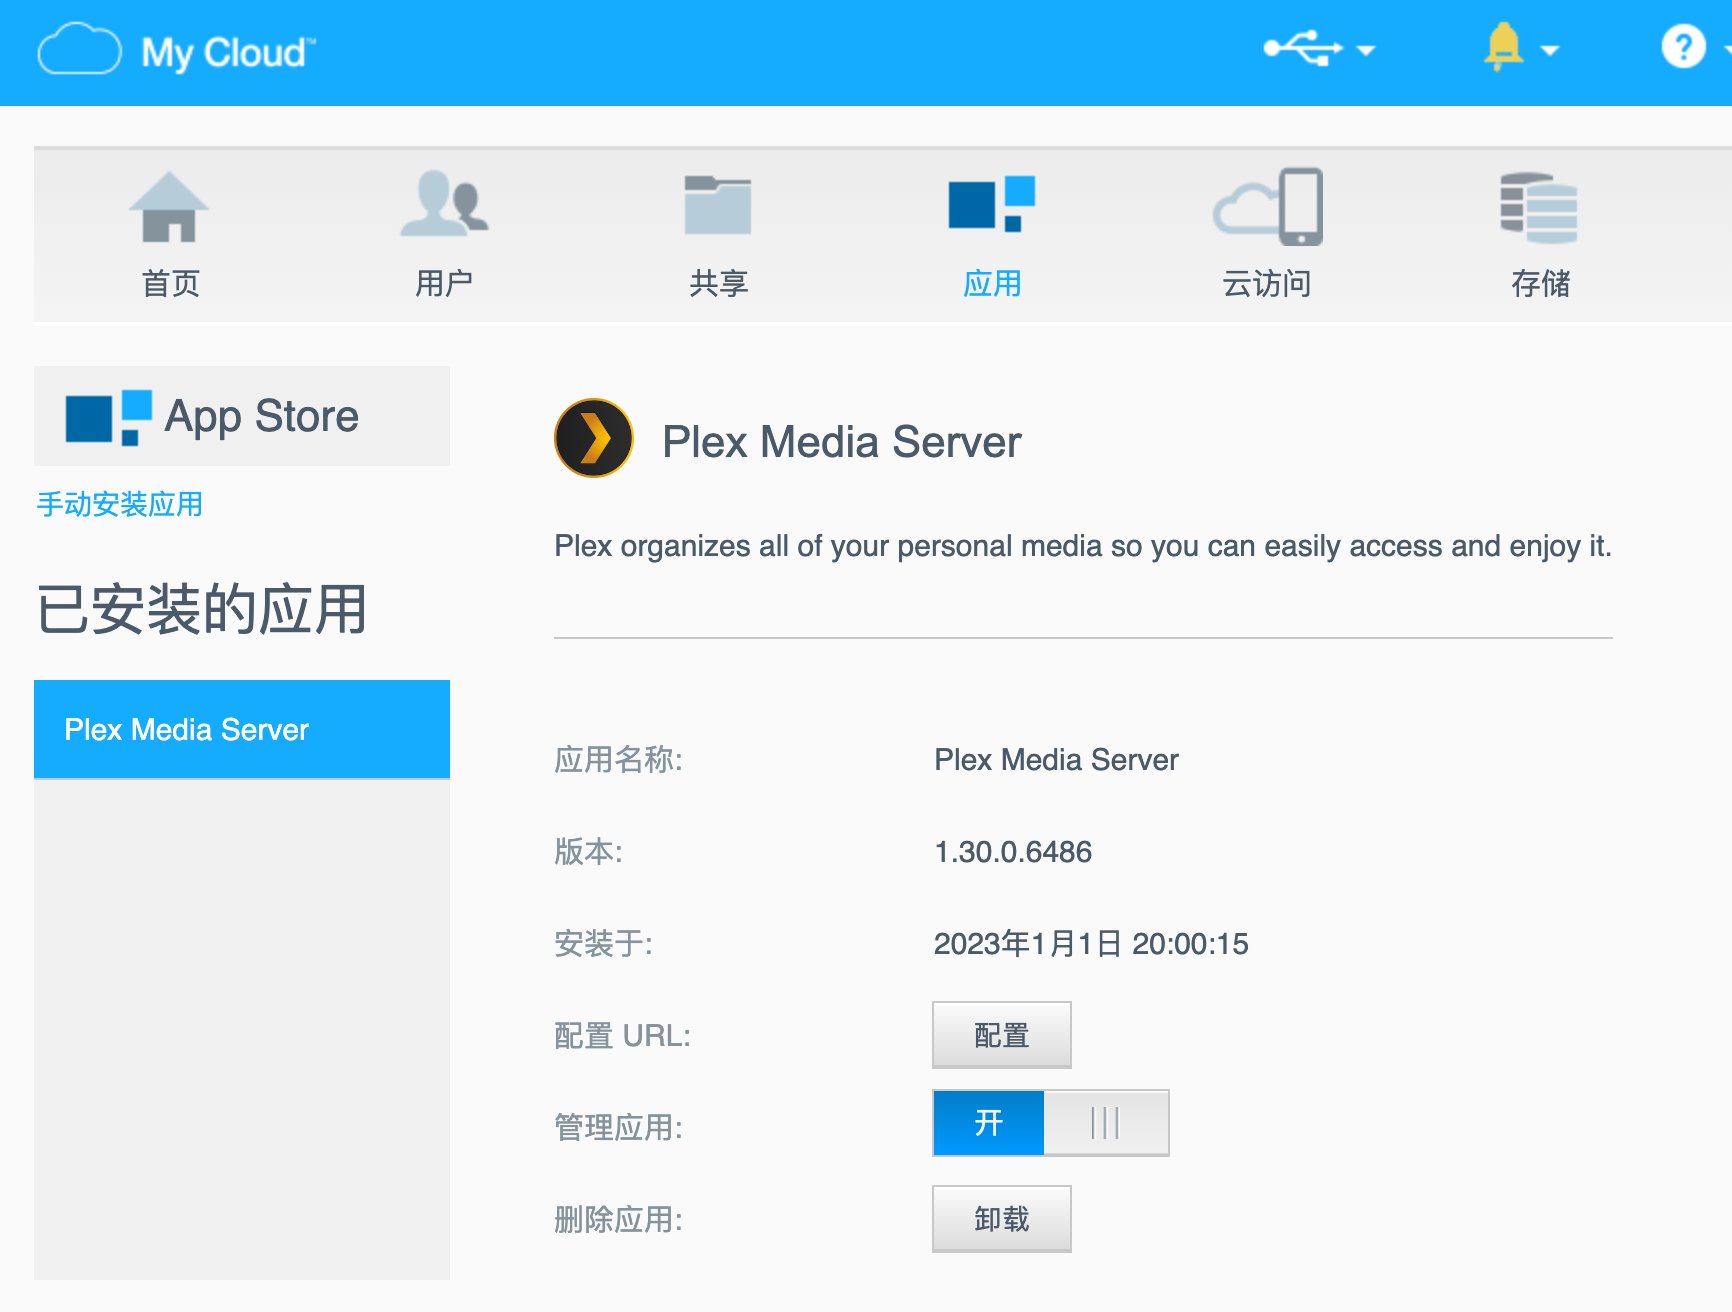 My Cloud™
首页
用户
共享
应用
云访问
存储
App Store
手动安装应用
已安装的应用
Plex Media Server
Plex Media Server
Plex organizes all of your personal media so you can easily access and enjoy it.
应用名称: Plex Media Server
版本: 1.30.0.6486
安装于: 2023年1月1日 20:00:15
配置 URL: 配置
管理应用: 开
删除应用: 卸载